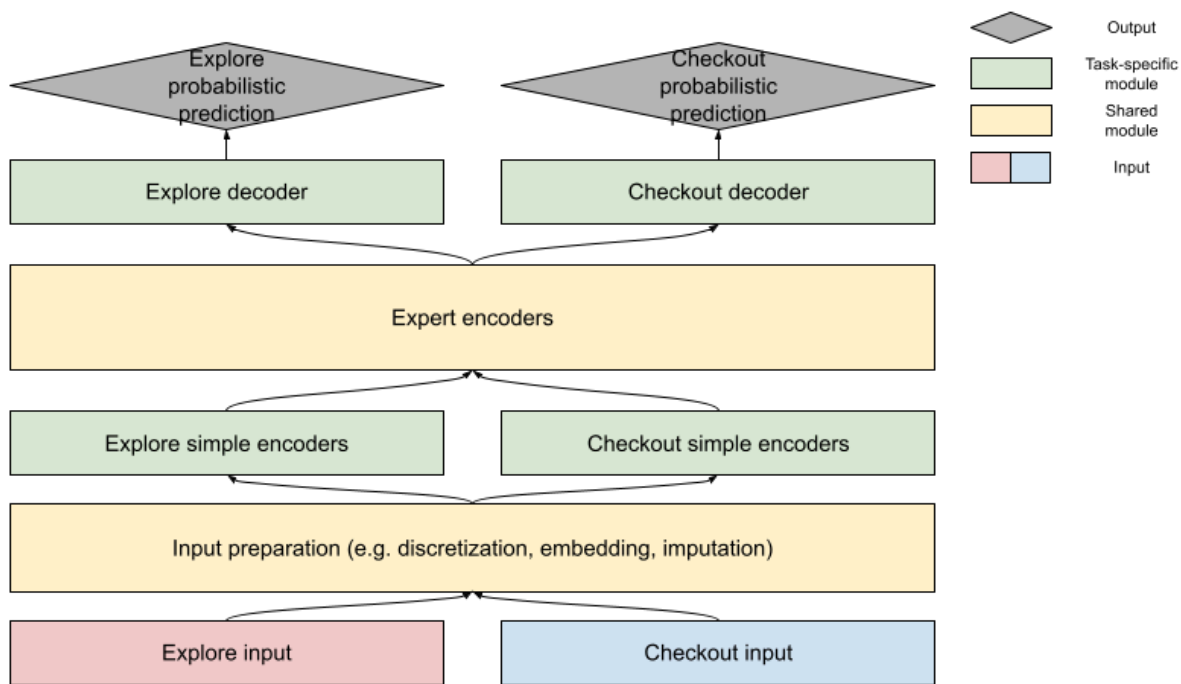 Explore
probabilistic
prediction
Checkout
probabilistic
prediction
Output
Task-specific
module
Shared
module
Input
Explore decoder
Checkout decoder
Expert encoders
Explore simple encoders
Checkout simple encoders
Input preparation (e.g. discretization, embedding, imputation)
Explore input
Checkout input